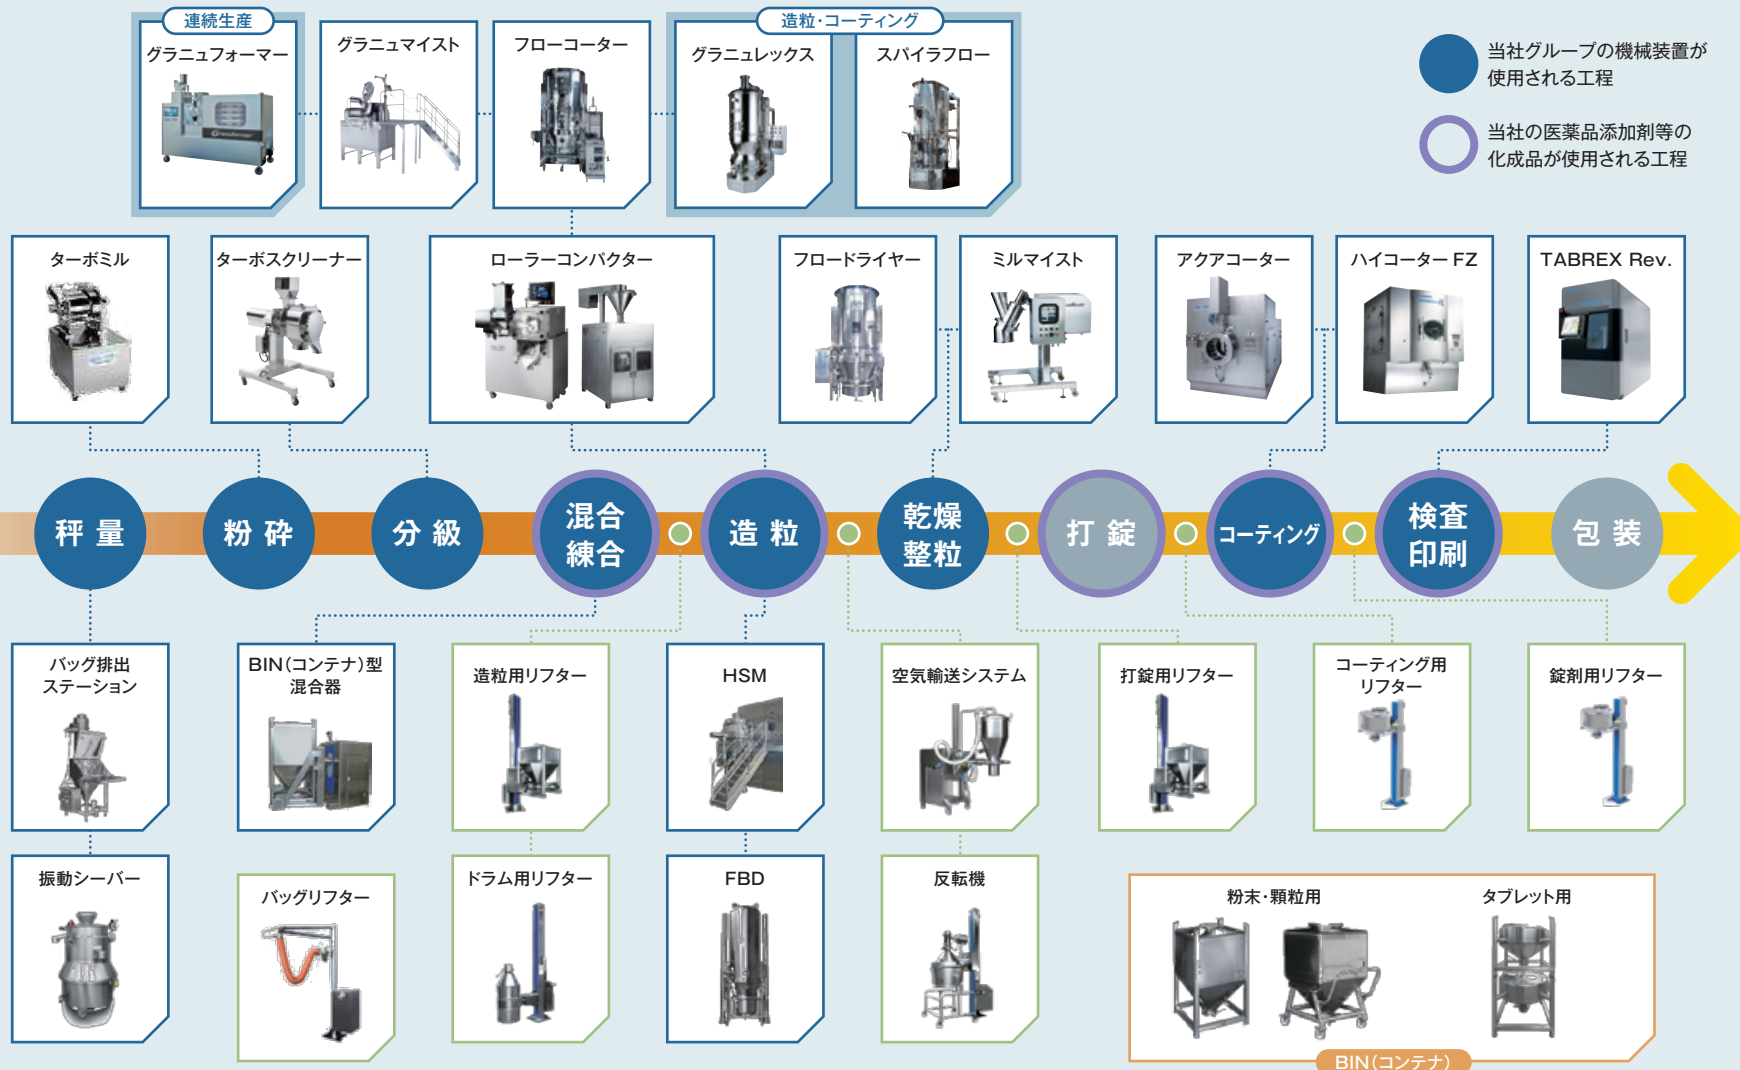 連続生産
グラニュフォーマー
グラニュマイスト
フローコーター
造粒・コーティング
グラニュレックス
スパイラフロー
当社グループの機械装置が
使用される工程
当社の医薬品添加剤等の
化成品が使用される工程
ターボミル
ターボスクリーナー
ローラーコンパクター
フロードライヤー
ミルマイスト
アクアコーター
ハイコーター FZ
TABREX Rev.
秤 量
粉 砕
分 級
混合
練合
造 粒
乾燥
整粒
打 錠
コーティング
検査
印刷
包 装
バッグ排出
ステーション
BIN(コンテナ)型
混合器
造粒用リフター
HSM
空気輸送システム
打錠用リフター
コーティング用
リフター
錠剤用リフター
振動シーバー
バッグリフター
ドラム用リフター
FBD
反転機
粉末・顆粒用
タブレット用
BIN(コンテナ)